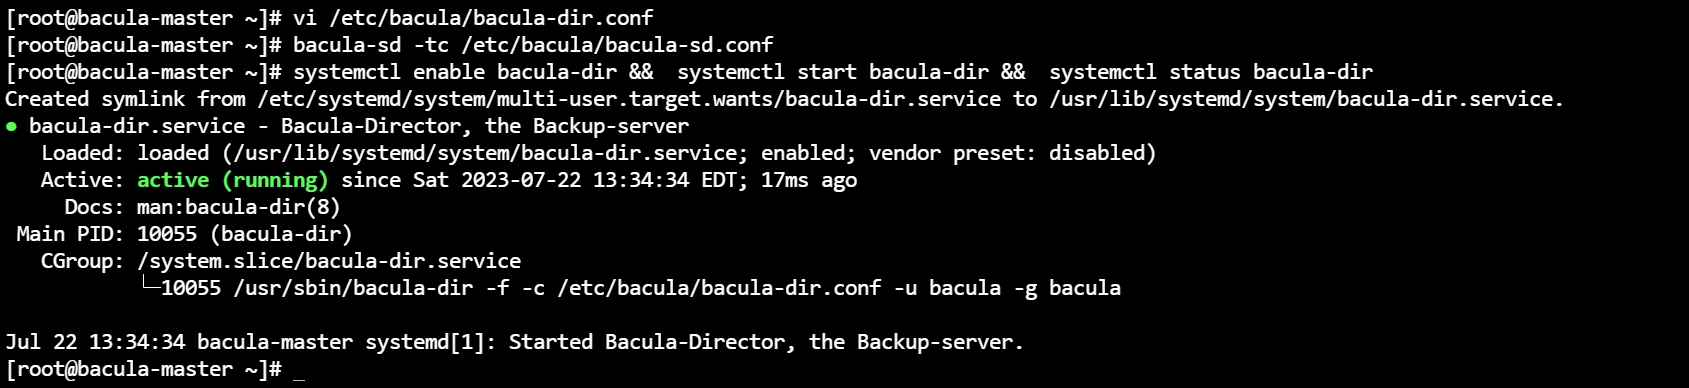 [root@bacula-master ~]# vi /etc/bacula/bacula-dir.conf
[root@bacula-master ~]# bacula-sd -tc /etc/bacula/bacula-sd.conf
[root@bacula-master ~]# systemctl enable bacula-dir &&  systemctl start bacula-dir &&  systemctl status bacula-dir
Created symlink from /etc/systemd/system/multi-user.target.wants/bacula-dir.service to /usr/lib/systemd/system/bacula-dir.service.
● bacula-dir.service - Bacula-Director, the Backup-server
   Loaded: loaded (/usr/lib/systemd/system/bacula-dir.service; enabled; vendor preset: disabled)
   Active: active (running) since Sat 2023-07-22 13:34:34 EDT; 17ms ago
     Docs: man:bacula-dir(8)
 Main PID: 10055 (bacula-dir)
   CGroup: /system.slice/bacula-dir.service
           └─10055 /usr/sbin/bacula-dir -f -c /etc/bacula/bacula-dir.conf -u bacula -g bacula
Jul 22 13:34:34 bacula-master systemd[1]: Started Bacula-Director, the Backup-server.
[root@bacula-master ~]# _